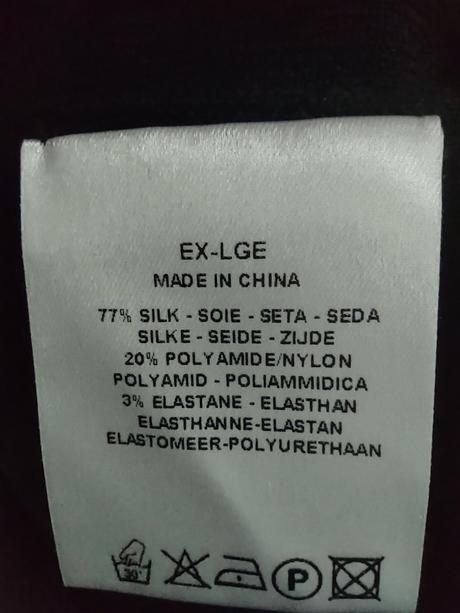 EX-LGE
MADE IN CHINA
77% SILK - SOIE - SETA - SEDA
SILKE - SEIDE - ZIJDE
20% POLYAMIDE/NYLON
POLYAMID - POLIAMMIDICA
3% ELASTANE - ELASTHAN
ELASTHANNE-ELASTAN
ELASTOMEER-POLYURETHAAN
30° P